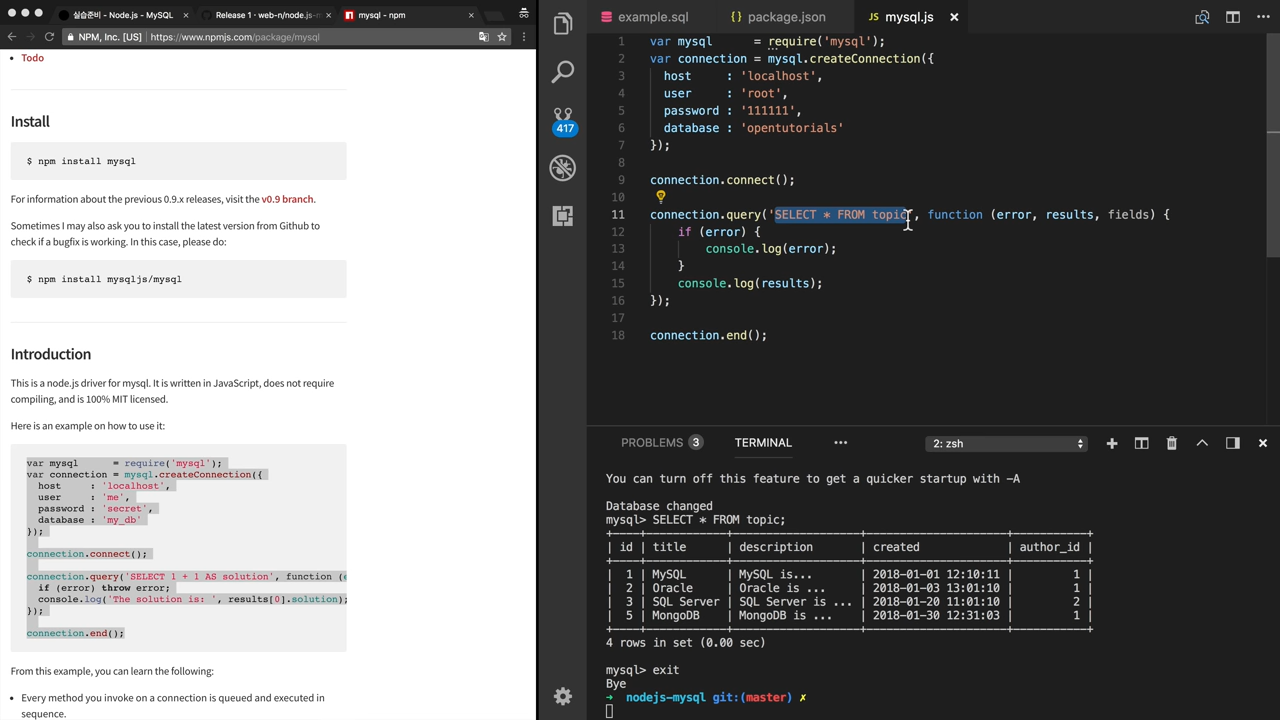 실습준비 - Node.js - MySQL
Release 1 · web-n/node.js-m
mysql - npm
NPM, Inc. [US]
https://www.npmjs.com/package/mysql
Todo
Install
$ npm install mysql
For information about the previous 0.9.x releases, visit the v0.9 branch.
Sometimes I may also ask you to install the latest version from Github to
check if a bugfix is working. In this case, please do:
$ npm install mysqljs/mysql
Introduction
This is a node.js driver for mysql. It is written in JavaScript, does not require
compiling, and is 100% MIT licensed.
Here is an example on how to use it:
var mysql      = require('mysql');
var connection = mysql.createConnection({
  host     : 'localhost',
  user     : 'me',
  password : 'secret',
  database : 'my_db'
});
connection.connect();
connection.query('SELECT 1 + 1 AS solution', function (e
  if (error) throw error;
  console.log('The solution is: ', results[0].solution);
});
connection.end();
From this example, you can learn the following:
Every method you invoke on a connection is queued and executed in
sequence.
example.sql
package.json
JS mysql.js
417
1 var mysql      = require('mysql');
2 var connection = mysql.createConnection({
3   host     : 'localhost',
4   user     : 'root',
5   password : '111111',
6   database : 'opentutorials'
7 });
8
9 connection.connect();
10
11 connection.query('SELECT * FROM topic', function (error, results, fields) {
12     if (error) {
13         console.log(error);
14     }
15     console.log(results);
16 });
17
18 connection.end();
PROBLEMS 3 TERMINAL ••• 2: zsh
You can turn off this feature to get a quicker startup with -A
Database changed
mysql> SELECT * FROM topic;
+----+------------+-------------------+---------------------+-----------+
| id | title      | description       | created             | author_id |
+----+------------+-------------------+---------------------+-----------+
|  1 | MySQL      | MySQL is...       | 2018-01-01 12:10:11 |         1 |
|  2 | Oracle     | Oracle is ...     | 2018-01-03 13:01:10 |         1 |
|  3 | SQL Server | SQL Server is ... | 2018-01-20 11:01:10 |         2 |
|  5 | MongoDB    | MongoDB is ...    | 2018-01-30 12:31:03 |         1 |
+----+------------+-------------------+---------------------+-----------+
4 rows in set (0.00 sec)
mysql> exit
Bye
➜  nodejs-mysql git:(master) ✗